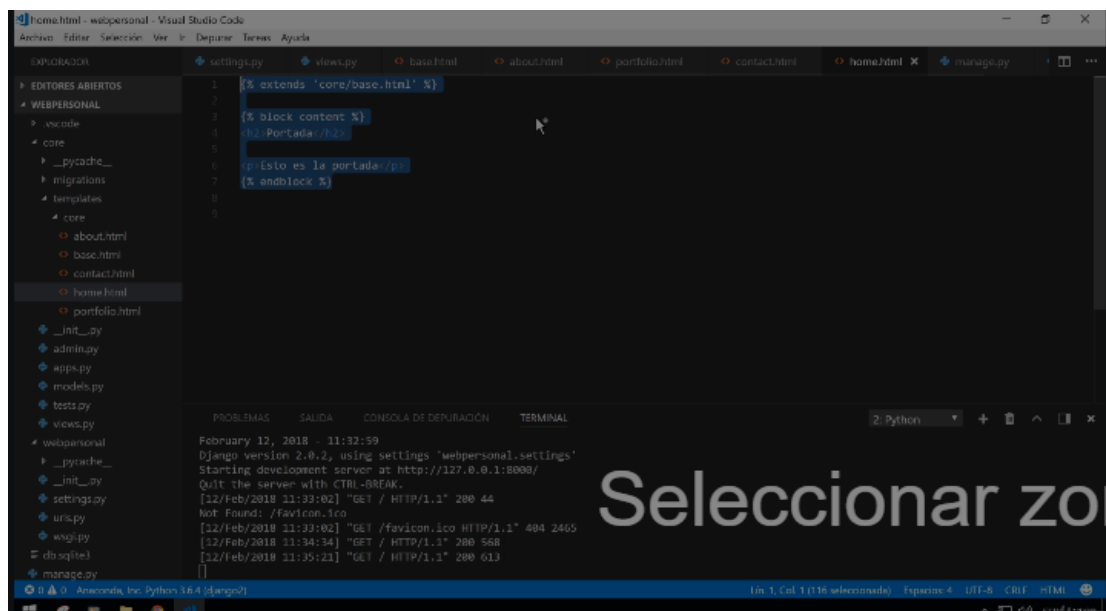 home.html - webpersonal - Visual Studio Code
Archivo Editar Selección Ver Ir Depurar Tareas Ayuda
EXPLORADOR
settings.py views.py base.html about.html portfolio.html contact.html home.html manage.py
EDITORES ABIERTOS
WEBPERSONAL
.vscode
core
__pycache__
migrations
templates
core
about.html
base.html
contact.html
home.html
portfolio.html
__init__.py
admin.py
apps.py
models.py
tests.py
views.py
webpersonal
__pycache__
__init__.py
settings.py
urls.py
wsgi.py
db.sqlite3
manage.py
1 {% extends 'core/base.html' %}
2
3 {% block content %}
4 <h2>Portada</h2>
5
6 <p>Esto es la portada</p>
7 {% endblock %}
8
9
PROBLEMAS SALIDA CONSOLA DE DEPURACIÓN TERMINAL
2: Python
February 12, 2018 - 11:32:59
Django version 2.0.2, using settings 'webpersonal.settings'
Starting development server at http://127.0.0.1:8000/
Quit the server with CTRL-BREAK.
[12/Feb/2018 11:33:02] "GET / HTTP/1.1" 200 44
Not Found: /favicon.ico
[12/Feb/2018 11:33:02] "GET /favicon.ico HTTP/1.1" 404 2465
[12/Feb/2018 11:34:34] "GET / HTTP/1.1" 200 568
[12/Feb/2018 11:35:21] "GET / HTTP/1.1" 200 613
Seleccionar zo
0 0 Anaconda, Inc. Python 3.6.4 (django2)
Lín. 1, Col. 1 (116 seleccionada) Espacios: 4 UTF-8 CRLF HTML